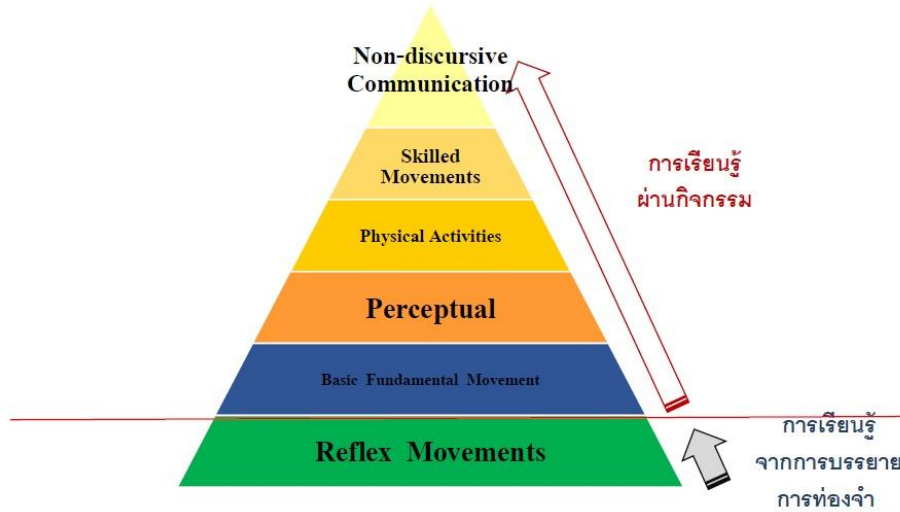 Non-discursive
Communication
Skilled
Movements
Physical Activities
Perceptual
Basic Fundamental Movement
Reflex Movements
การเรียนรู้
ผ่านกิจกรรม
การเรียนรู้
จากการบรรยาย
การท่องจำ